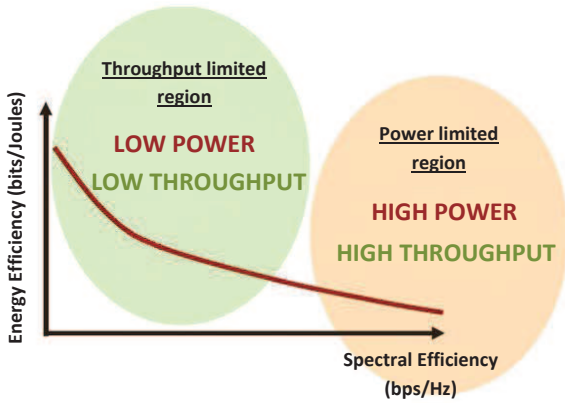 Throughput limited
region
LOW POWER
LOW THROUGHPUT
Power limited
region
HIGH POWER
HIGH THROUGHPUT
Energy Efficiency (bits/Joules)
Spectral Efficiency
(bps/Hz)